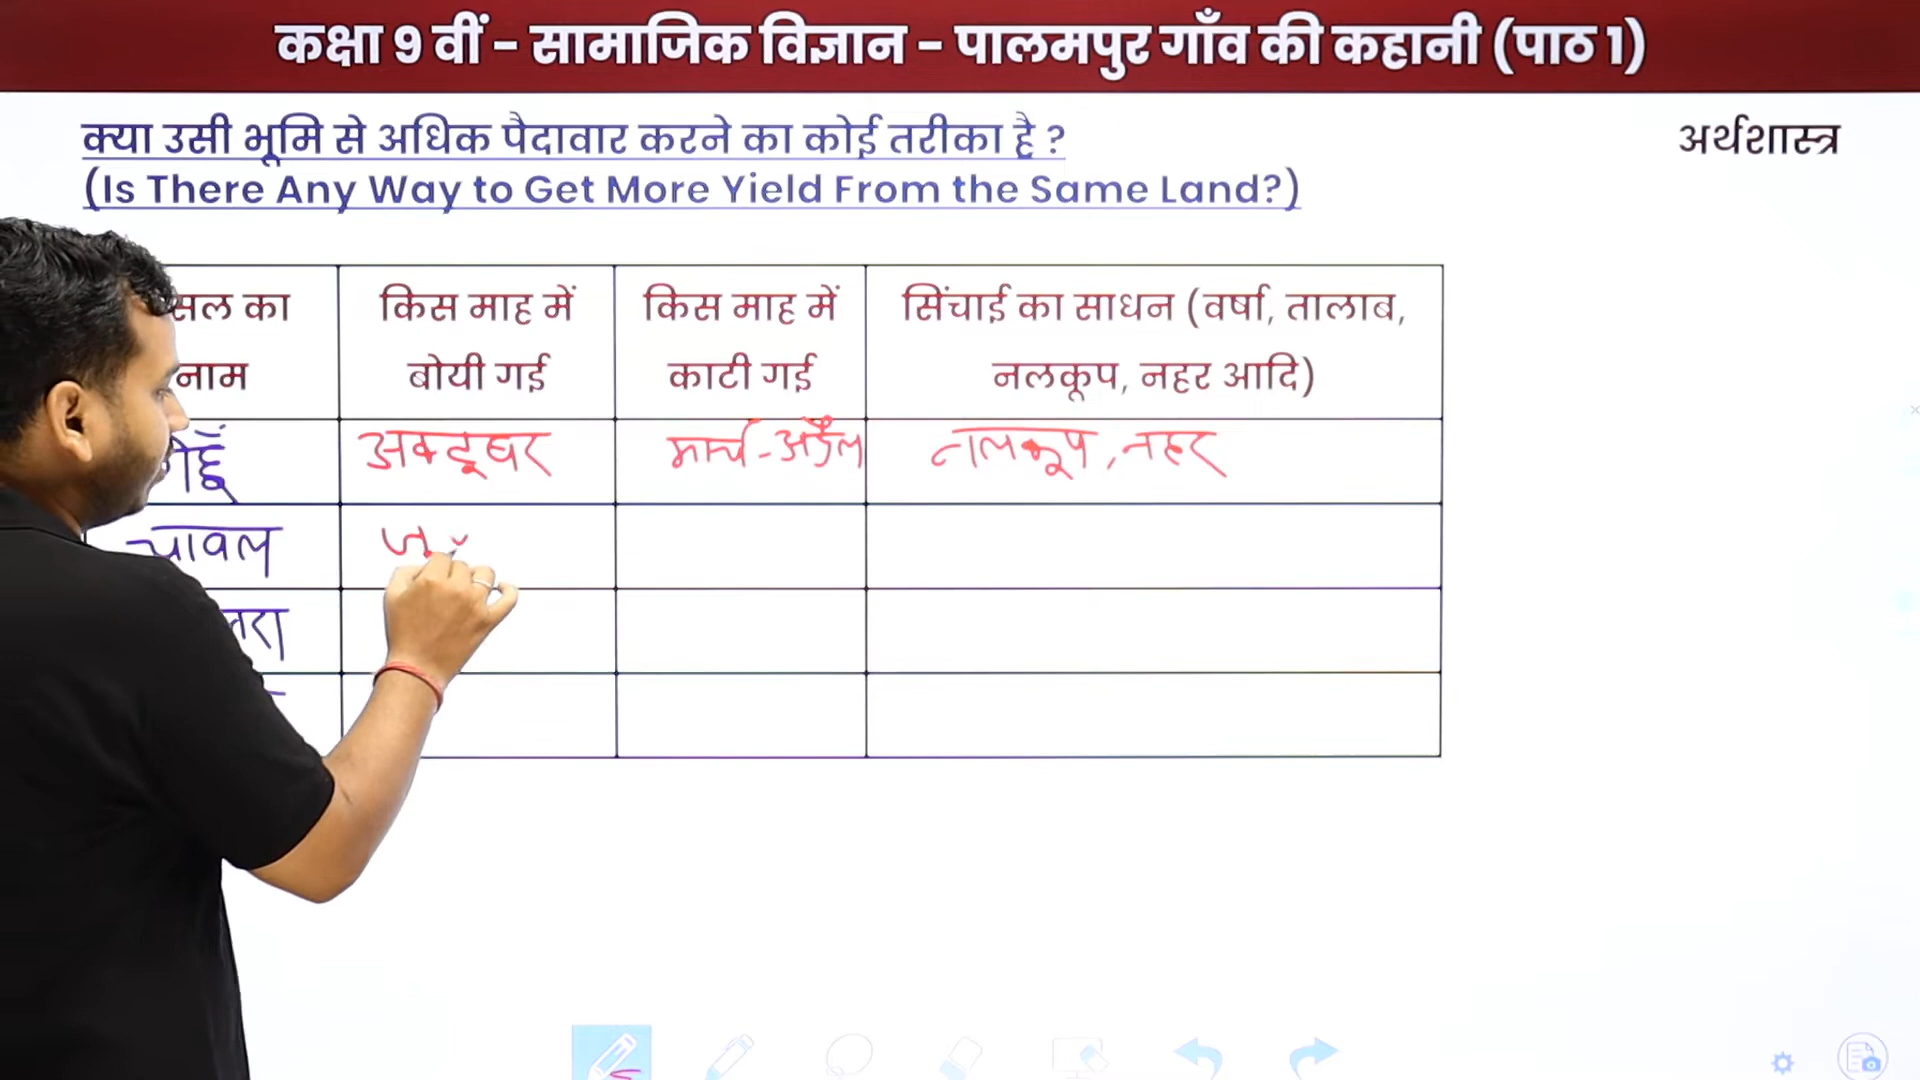 कक्षा 9 वीं - सामाजिक विज्ञान - पालमपुर गाँव की कहानी (पाठ 1)
क्या उसी भूमि से अधिक पैदावार करने का कोई तरीका है ?
अर्थशास्त्र
(Is There Any Way to Get More Yield From the Same Land?)
सल का किस माह में किस माह में सिंचाई का साधन (वर्षा, तालाब,
नाम बोयी गई काटी गई नलकूप, नहर आदि)
अक्टूबर मार्च - अप्रैल नलकूप, नहर
चावल